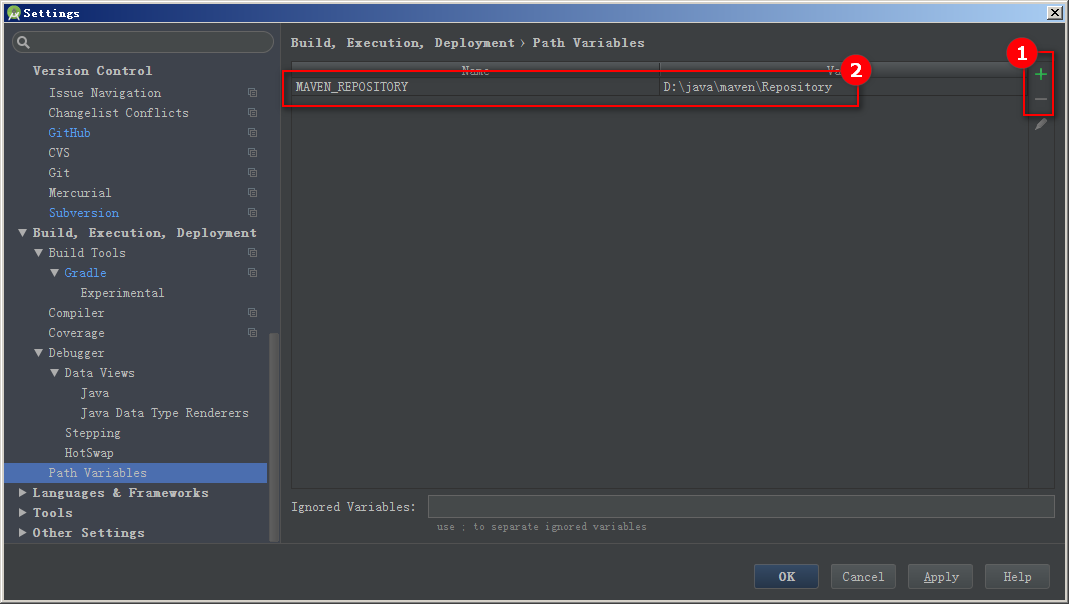 Settings
Version Control
Issue Navigation
Changelist Conflicts
GitHub
CVS
Git
Mercurial
Subversion
Build, Execution, Deployment
Build Tools
Gradle
Experimental
Compiler
Coverage
Debugger
Data Views
Java
Java Data Type Renderers
Stepping
HotSwap
Path Variables
Languages & Frameworks
Tools
Other Settings
Build, Execution, Deployment › Path Variables
1
2
Name
MAVEN_REPOSITORY D:\java\maven\Repository
Ignored Variables:
use ; to separate ignored variables
OK Cancel Apply Help